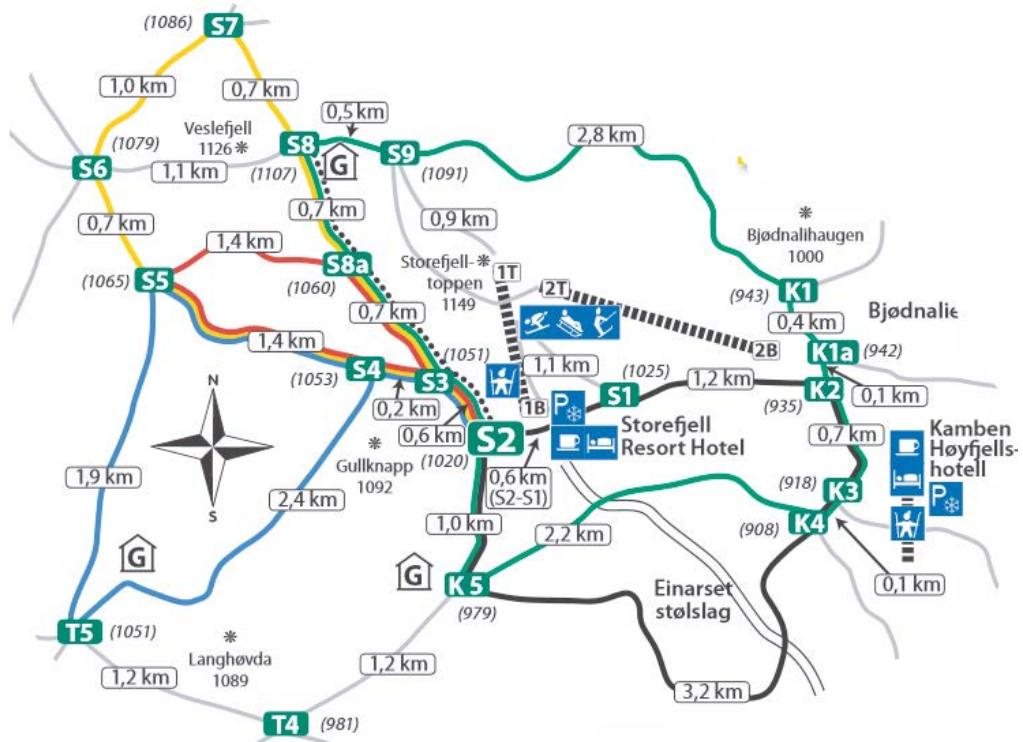 (1086)
S7
1,0 km
0,7 km
0,5 km
Veslefjell
1126
(1079)
S8
S9
2,8 km
S6
1,1 km
(1107)
G
(1091)
0,7 km
0,7 km
0,9 km
Bjødnalihaugen
1000
1,4 km
S8a
Storefjell-
toppen
1149
1T
2T
(1065)
S5
(1060)
(943)
K1
0,7 km
0,4 km
Bjødnalie
1,4 km
(1051)
2B
K1a
(942)
(1053)
S4
S3
1,1 km
(1025)
S1
1,2 km
K2
0,1 km
0,2 km
1B
P
(935)
N
S
0,6 km
S2
Storefjell
Resort Hotel
0,7 km
Kamben
Høyfjells-
hotell
P
Gullknapp
1092
(1020)
0,6 km
(S2-S1)
1,9 km
2,4 km
(918)
K3
1,0 km
2,2 km
(908)
K4
G
G
K5
(979)
Einarset
stølslag
0,1 km
T5
(1051)
Langhøvda
1089
1,2 km
1,2 km
3,2 km
T4
(981)